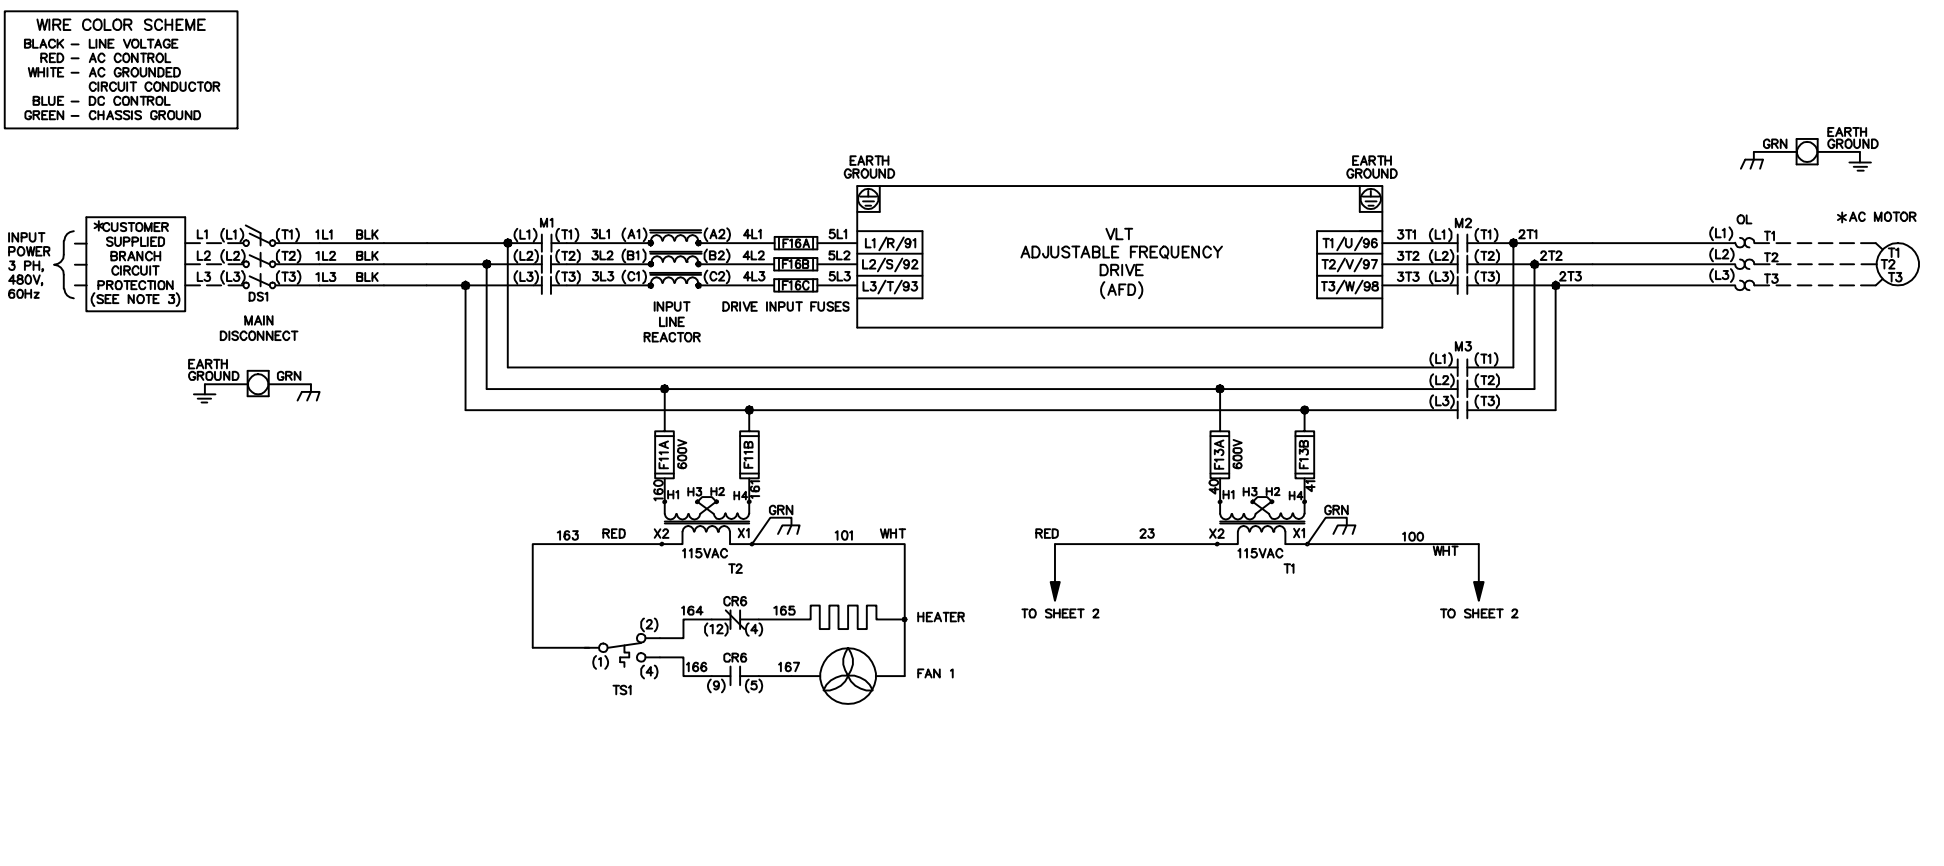 WIRE COLOR SCHEME
BLACK – LINE VOLTAGE
RED – AC CONTROL
WHITE – AC GROUNDED
CIRCUIT CONDUCTOR
BLUE – DC CONTROL
GREEN – CHASSIS GROUND
INPUT
POWER
3 PH,
480V,
60Hz
*CUSTOMER
SUPPLIED
BRANCH
CIRCUIT
PROTECTION
(SEE NOTE 3)
L1 (L1) (T1) 1L1 BLK
L2 (L2) (T2) 1L2 BLK
L3 (L3) (T3) 1L3 BLK
DS1
MAIN
DISCONNECT
EARTH
GROUND GRN
M1
(L1) (T1) 3L1 (A1) (A2) 4L1 F16A 5L1
(L2) (T2) 3L2 (B1) (B2) 4L2 F16B 5L2
(L3) (T3) 3L3 (C1) (C2) 4L3 F16C 5L3
INPUT
LINE
REACTOR
DRIVE INPUT FUSES
EARTH
GROUND
L1/R/91
L2/S/92
L3/T/93
VLT
ADJUSTABLE FREQUENCY
DRIVE
(AFD)
EARTH
GROUND
T1/U/96
T2/V/97
T3/W/98
M2
3T1 (L1) (T1) 2T1
3T2 (L2) (T2) 2T2
3T3 (L3) (T3) 2T3
GRN
EARTH
GROUND
OL
(L1) T1
(L2) T2
(L3) T3
*AC MOTOR
T1
T2
T3
M3
(L1) (T1)
(L2) (T2)
(L3) (T3)
F11A
600V
F11B
160
161
H1 H3 H2 H4
GRN
163 RED X2 X1 101 WHT
115VAC
T2
F13A
600V
F13B
40
41
H1 H3 H2 H4
GRN
RED 23 X2 X1 100
WHT
115VAC
T1
TO SHEET 2
TO SHEET 2
164 CR6 165
(12) (4)
HEATER
(2)
(1)
(4)
TS1
166 CR6 167
(9) (5)
FAN 1